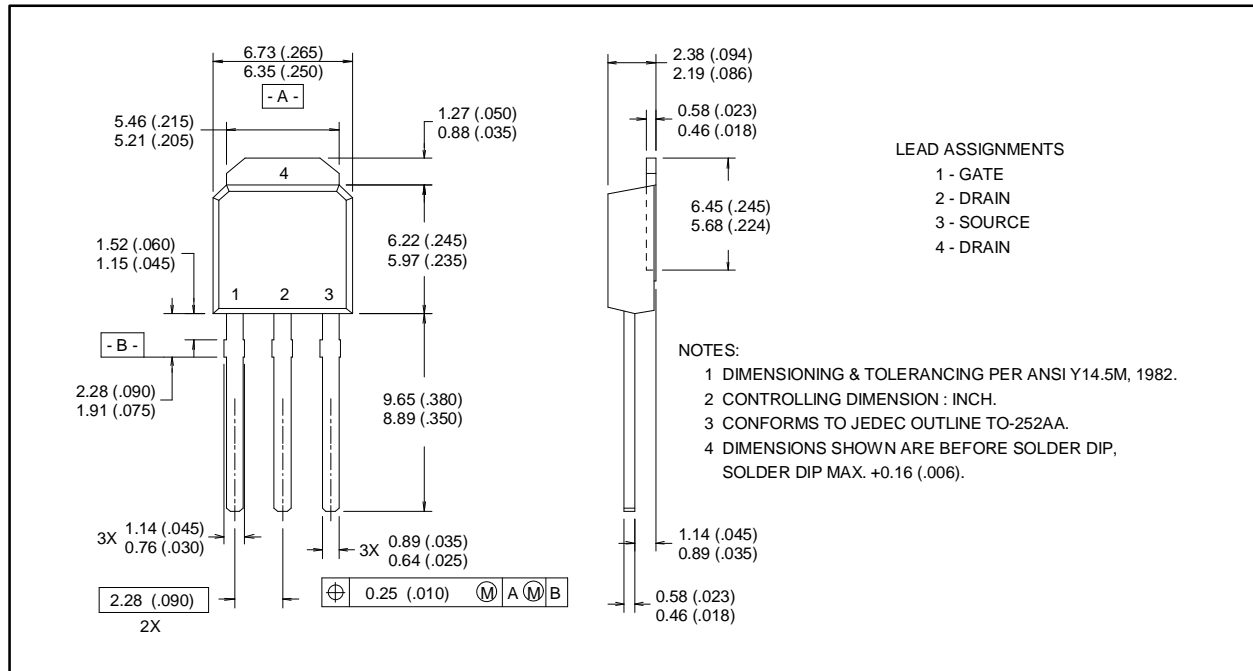 6.73 (.265)
6.35 (.250)
- A -
5.46 (.215)
5.21 (.205)
1.27 (.050)
0.88 (.035)
4
1.52 (.060)
1.15 (.045)
6.22 (.245)
5.97 (.235)
1 2 3
- B -
2.28 (.090)
1.91 (.075)
9.65 (.380)
8.89 (.350)
3X 1.14 (.045)
0.76 (.030)
3X 0.89 (.035)
0.64 (.025)
2.28 (.090)
2X
⌖ 0.25 (.010) Ⓜ A Ⓜ B
2.38 (.094)
2.19 (.086)
0.58 (.023)
0.46 (.018)
6.45 (.245)
5.68 (.224)
1.14 (.045)
0.89 (.035)
0.58 (.023)
0.46 (.018)
LEAD ASSIGNMENTS
1 - GATE
2 - DRAIN
3 - SOURCE
4 - DRAIN
NOTES:
1 DIMENSIONING & TOLERANCING PER ANSI Y14.5M, 1982.
2 CONTROLLING DIMENSION : INCH.
3 CONFORMS TO JEDEC OUTLINE TO-252AA.
4 DIMENSIONS SHOWN ARE BEFORE SOLDER DIP,
SOLDER DIP MAX. +0.16 (.006).